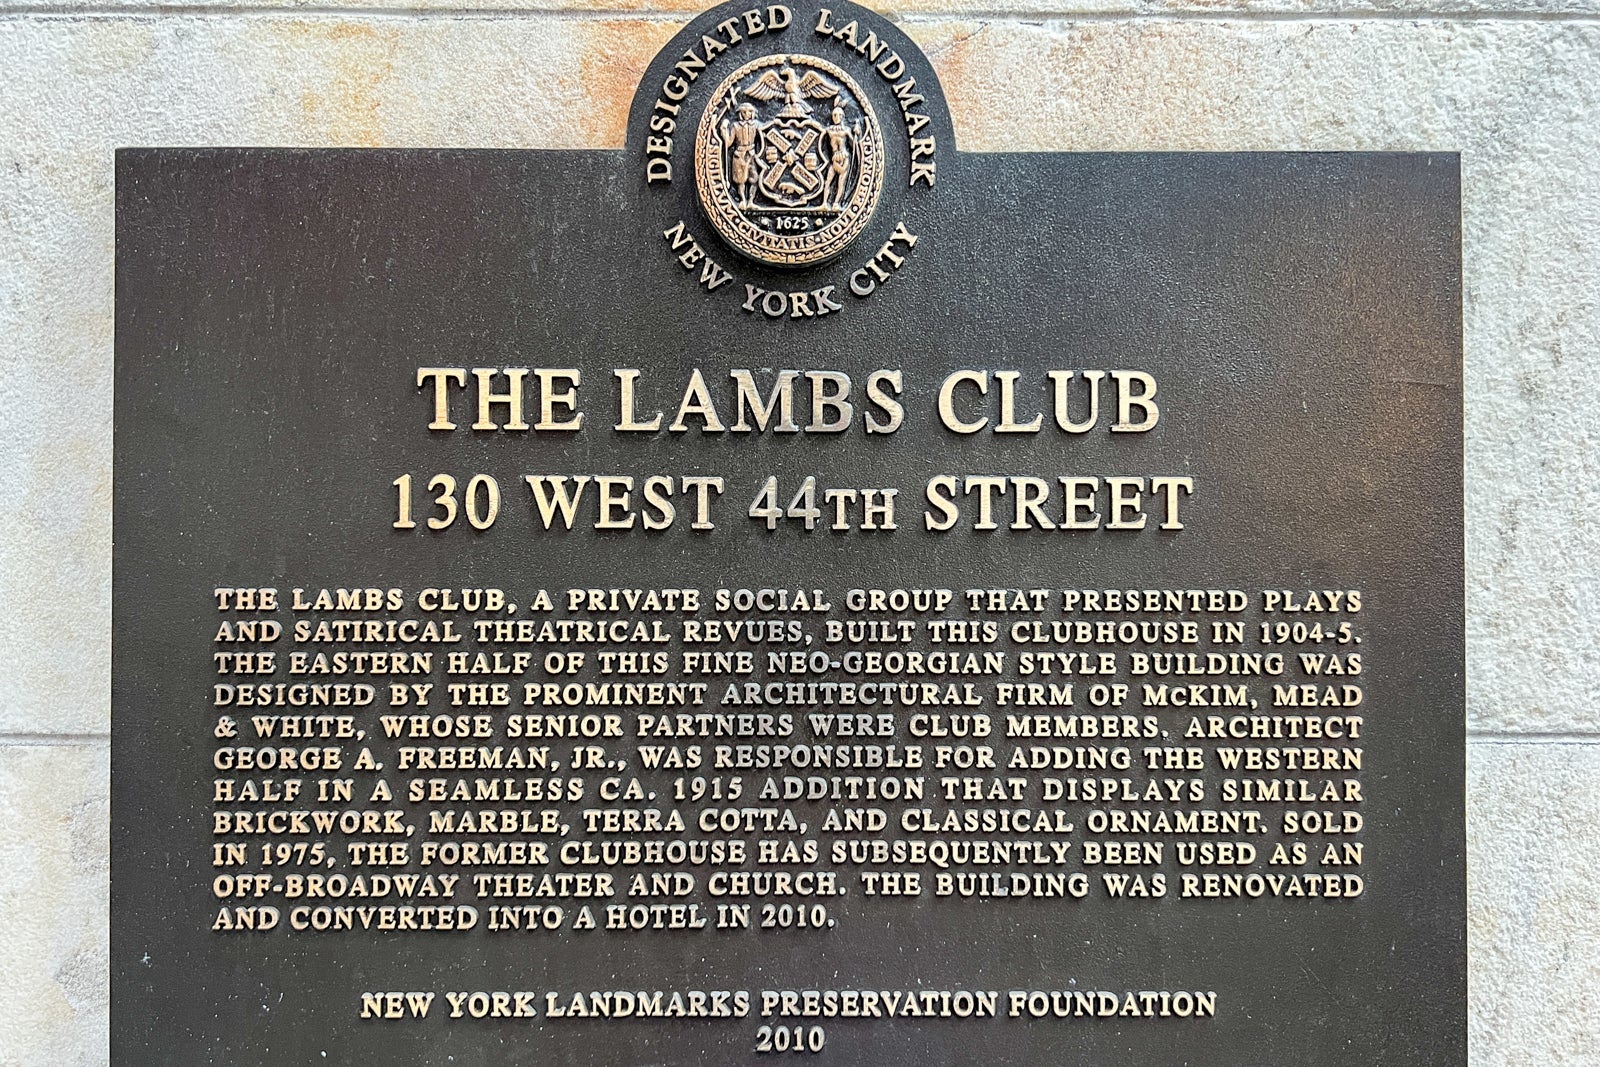 DESIGNATED LANDMARK
SIGILLVM CIVITATIS NOVI EBORACI
1625
NEW YORK CITY
THE LAMBS CLUB
130 WEST 44TH STREET
THE LAMBS CLUB, A PRIVATE SOCIAL GROUP THAT PRESENTED PLAYS
AND SATIRICAL THEATRICAL REVUES, BUILT THIS CLUBHOUSE IN 1904-5.
THE EASTERN HALF OF THIS FINE NEO-GEORGIAN STYLE BUILDING WAS
DESIGNED BY THE PROMINENT ARCHITECTURAL FIRM OF McKIM, MEAD
& WHITE, WHOSE SENIOR PARTNERS WERE CLUB MEMBERS. ARCHITECT
GEORGE A. FREEMAN, JR., WAS RESPONSIBLE FOR ADDING THE WESTERN
HALF IN A SEAMLESS CA. 1915 ADDITION THAT DISPLAYS SIMILAR
BRICKWORK, MARBLE, TERRA COTTA, AND CLASSICAL ORNAMENT. SOLD
IN 1975, THE FORMER CLUBHOUSE HAS SUBSEQUENTLY BEEN USED AS AN
OFF-BROADWAY THEATER AND CHURCH. THE BUILDING WAS RENOVATED
AND CONVERTED INTO A HOTEL IN 2010.
NEW YORK LANDMARKS PRESERVATION FOUNDATION
2010